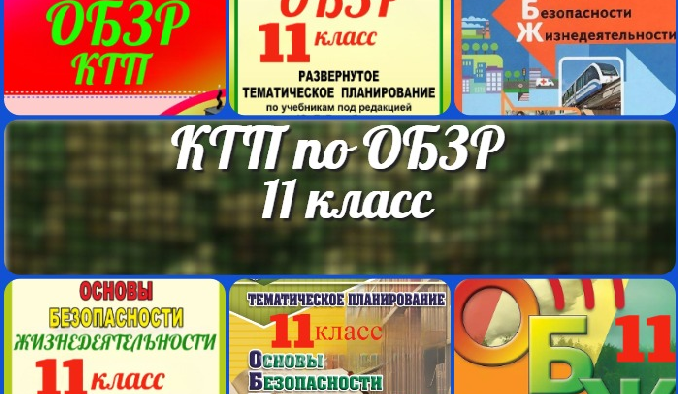 ОБЗР
КТП
ОБЗР
11 класс
РАЗВЕРНУТОЕ
ТЕМАТИЧЕСКОЕ ПЛАНИРОВАНИЕ
по учебникам под редакцией
Безопасности
Жизнедеятельности
КТП по ОБЗР
11 класс
ОСНОВЫ
БЕЗОПАСНОСТИ
ЖИЗНЕДЕЯТЕЛЬНОСТИ
11 класс
ТЕМАТИЧЕСКОЕ ПЛАНИРОВАНИЕ
11 класс
Основы
Безопасности
ОБЖ
11